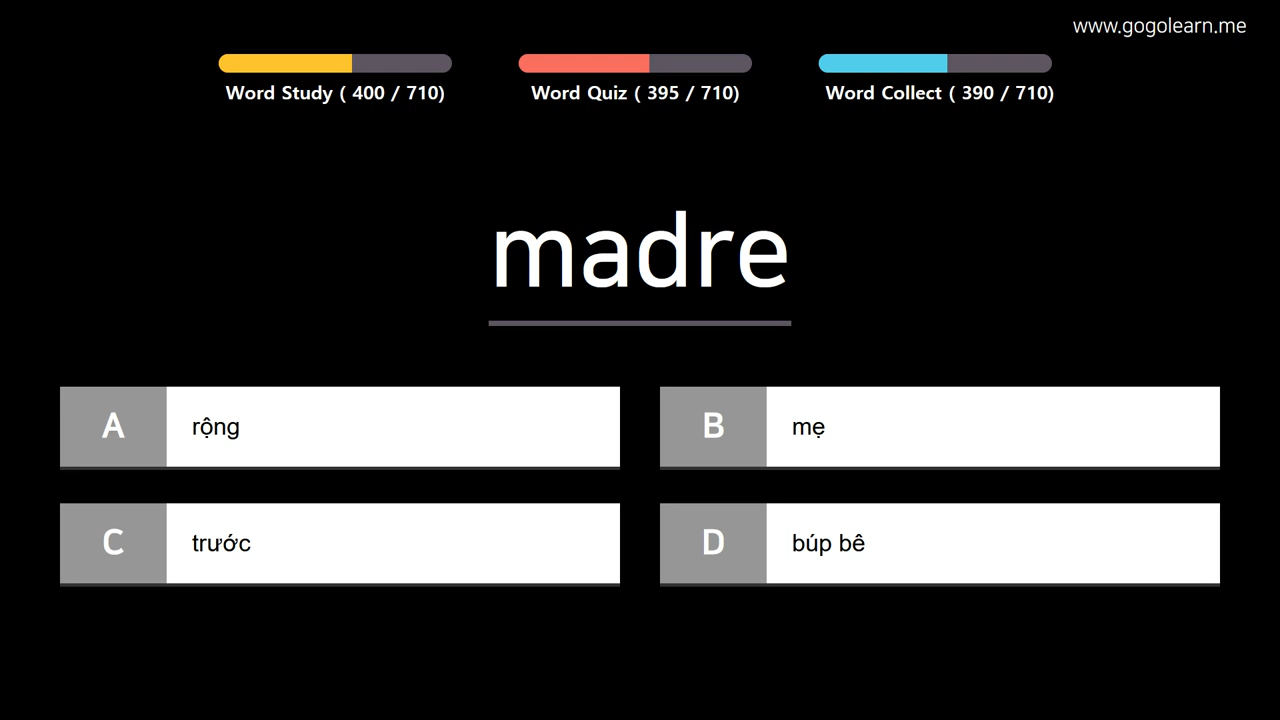 www.gogolearn.me
Word Study ( 400 / 710)
Word Quiz ( 395 / 710)
Word Collect ( 390 / 710)
madre
A rộng
B mẹ
C trước
D búp bê